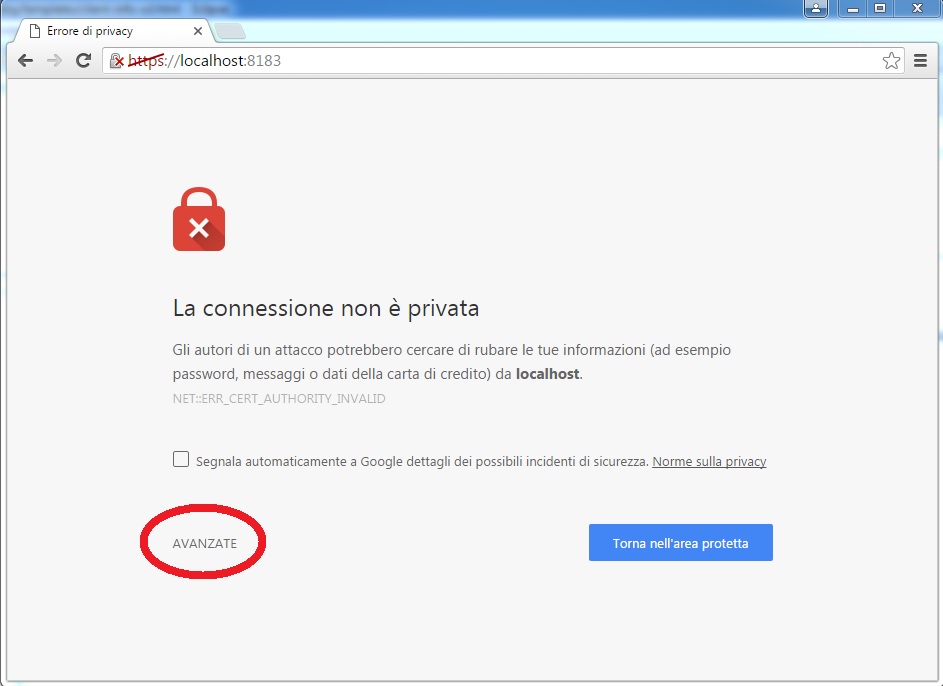 Errore di privacy
https://localhost:8183
La connessione non è privata
Gli autori di un attacco potrebbero cercare di rubare le tue informazioni (ad esempio
password, messaggi o dati della carta di credito) da localhost.
NET::ERR_CERT_AUTHORITY_INVALID
Segnala automaticamente a Google dettagli dei possibili incidenti di sicurezza. Norme sulla privacy
AVANZATE
Torna nell'area protetta